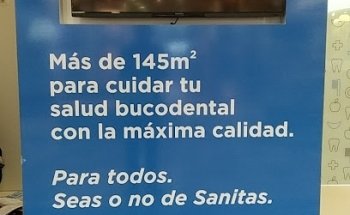 Más de 145m²
para cuidar tu
salud bucodental
con la máxima calidad.
Para todos.
Seas o no de Sanitas.